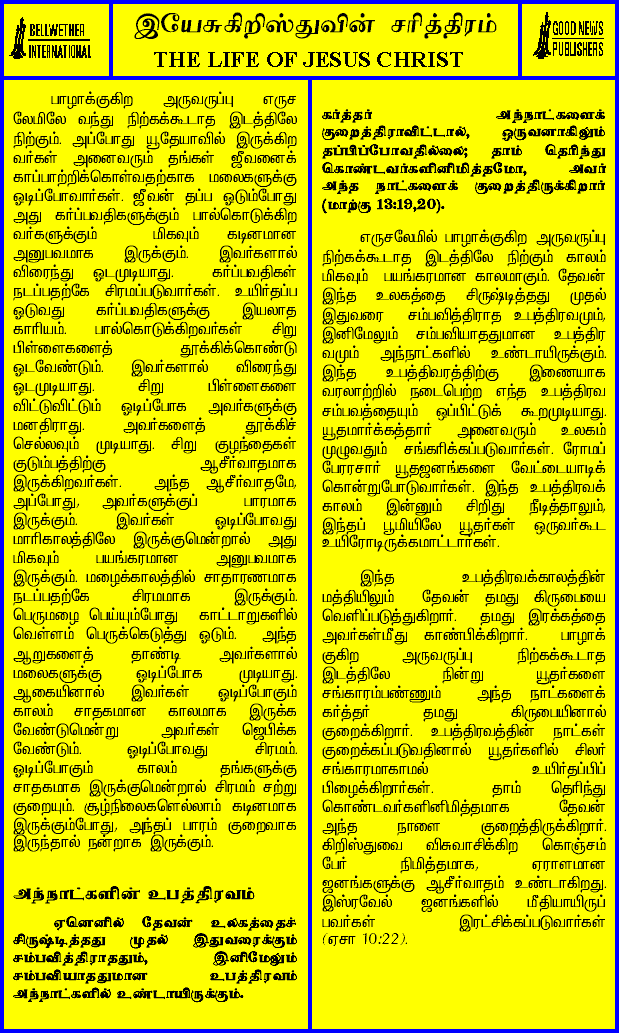 BELLWETHER
INTERNATIONAL
இயேசுகிறிஸ்துவின் சரித்திரம்
THE LIFE OF JESUS CHRIST
GOOD NEWS
PUBLISHERS
பாழாக்குகிற அருவருப்பு எருச
லேமிலே வந்து நிற்கக்கூடாத இடத்திலே
நிற்கும். அப்போது யூதேயாவில் இருக்கிற
வர்கள் அனைவரும் தங்கள் ஜீவனைக்
காப்பாற்றிக்கொள்வதற்காக மலைகளுக்கு
ஓடிப்போவார்கள். ஜீவன் தப்ப ஓடும்போது
அது கர்ப்பவதிகளுக்கும் பால்கொடுக்கிற
வர்களுக்கும் மிகவும் கடினமான
அனுபவமாக இருக்கும். இவர்களால்
விரைந்து ஓடமுடியாது. கர்ப்பவதிகள்
நடப்பதற்கே சிரமப்படுவார்கள். உயிர்தப்ப
ஓடுவது கர்ப்பவதிகளுக்கு இயலாத
காரியம். பால்கொடுக்கிறவர்கள் சிறு
பிள்ளைகளைத் தூக்கிக்கொண்டு
ஓடவேண்டும். இவர்களால் விரைந்து
ஓடமுடியாது. சிறு பிள்ளைகளை
விட்டுவிட்டும் ஓடிப்போக அவர்களுக்கு
மனதிராது. அவர்களைத் தூக்கிச்
செல்லவும் முடியாது. சிறு குழந்தைகள்
குடும்பத்திற்கு ஆசீர்வாதமாக
இருக்கிறவர்கள். அந்த ஆசீர்வாதமே,
அப்போது, அவர்களுக்குப் பாரமாக
இருக்கும். இவர்கள் ஓடிப்போவது
மாரிகாலத்திலே இருக்குமென்றால் அது
மிகவும் பயங்கரமான அனுபவமாக
இருக்கும். மழைக்காலத்தில் சாதாரணமாக
நடப்பதற்கே சிரமமாக இருக்கும்.
பெருமழை பெய்யும்போது காட்டாறுகளில்
வெள்ளம் பெருக்கெடுத்து ஓடும். அந்த
ஆறுகளைத் தாண்டி அவர்களால்
மலைகளுக்கு ஓடிப்போக முடியாது.
ஆகையினால் இவர்கள் ஓடிப்போகும்
காலம் சாதகமான காலமாக இருக்க
வேண்டுமென்று அவர்கள் ஜெபிக்க
வேண்டும். ஓடிப்போவது சிரமம்.
ஓடிப்போகும் காலம் தங்களுக்கு
சாதகமாக இருக்குமென்றால் சிரமம் சற்று
குறையும். சூழ்நிலைகளெல்லாம் கடினமாக
இருக்கும்போது, அந்தப் பாரம் குறைவாக
இருந்தால் நன்றாக இருக்கும்.
அந்நாட்களின் உபத்திரவம்
ஏனெனில் தேவன் உலகத்தைச்
சிருஷ்டித்தது முதல் இதுவரைக்கும்
சம்பவித்திராததும், இனிமேலும்
சம்பவியாததுமான உபத்திரவம்
அந்நாட்களில் உண்டாயிருக்கும்.
கர்த்தர் அந்நாட்களைக்
குறைத்திராவிட்டால், ஒருவனாகிலும்
தப்பிப்போவதில்லை; தாம் தெரிந்து
கொண்டவர்களினிமித்தமோ, அவர்
அந்த நாட்களைக் குறைத்திருக்கிறார்
(மாற்கு 13:19,20).
எருசலேமில் பாழாக்குகிற அருவருப்பு
நிற்கக்கூடாத இடத்திலே நிற்கும் காலம்
மிகவும் பயங்கரமான காலமாகும். தேவன்
இந்த உலகத்தை சிருஷ்டித்தது முதல்
இதுவரை சம்பவித்திராத உபத்திரவமும்,
இனிமேலும் சம்பவியாததுமான உபத்திர
வமும் அந்நாட்களில் உண்டாயிருக்கும்.
இந்த உபத்திவரத்திற்கு இணையாக
வரலாற்றில் நடைபெற்ற எந்த உபத்திரவ
சம்பவத்தையும் ஒப்பிட்டுக் கூறமுடியாது.
யூதமார்க்கத்தார் அனைவரும் உலகம்
முழுவதும் சங்கரிக்கப்படுவார்கள். ரோமப்
பேரரசார் யூதஜனங்களை வேட்டையாடிக்
கொன்றுபோடுவார்கள். இந்த உபத்திரவக்
காலம் இன்னும் சிறிது நீடித்தாலும்,
இந்தப் பூமியிலே யூதர்கள் ஒருவர்கூட
உயிரோடிருக்கமாட்டார்கள்.
இந்த உபத்திரவக்காலத்தின்
மத்தியிலும் தேவன் தமது கிருபையை
வெளிப்படுத்துகிறார். தமது இரக்கத்தை
அவர்கள்மீது காண்பிக்கிறார். பாழாக்
குகிற அருவருப்பு நிற்கக்கூடாத
இடத்திலே நின்று யூதர்களை
சங்காரம்பண்ணும் அந்த நாட்களைக்
கர்த்தர் தமது கிருபையினால்
குறைக்கிறார். உபத்திரவத்தின் நாட்கள்
குறைக்கப்படுவதினால் யூதர்களில் சிலர்
சங்காரமாகாமல் உயிர்தப்பிப்
பிழைக்கிறார்கள். தாம் தெரிந்து
கொண்டவர்களினிமித்தமாக தேவன்
அந்த நாளை குறைத்திருக்கிறார்.
கிறிஸ்துவை விசுவாசிக்கிற கொஞ்சம்
பேர் நிமித்தமாக, ஏராளமான
ஜனங்களுக்கு ஆசீர்வாதம் உண்டாகிறது.
இஸ்ரவேல் ஜனங்களில் மீதியாயிருப்
பவர்கள் இரட்சிக்கப்படுவார்கள்
(ஏசா 10:22).